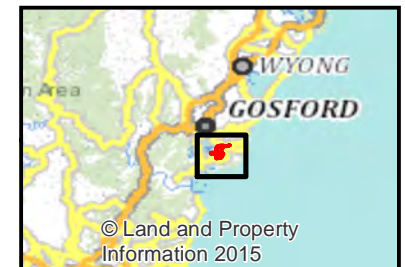 WYONG
n Area
GOSFORD
© Land and Property
Information 2015